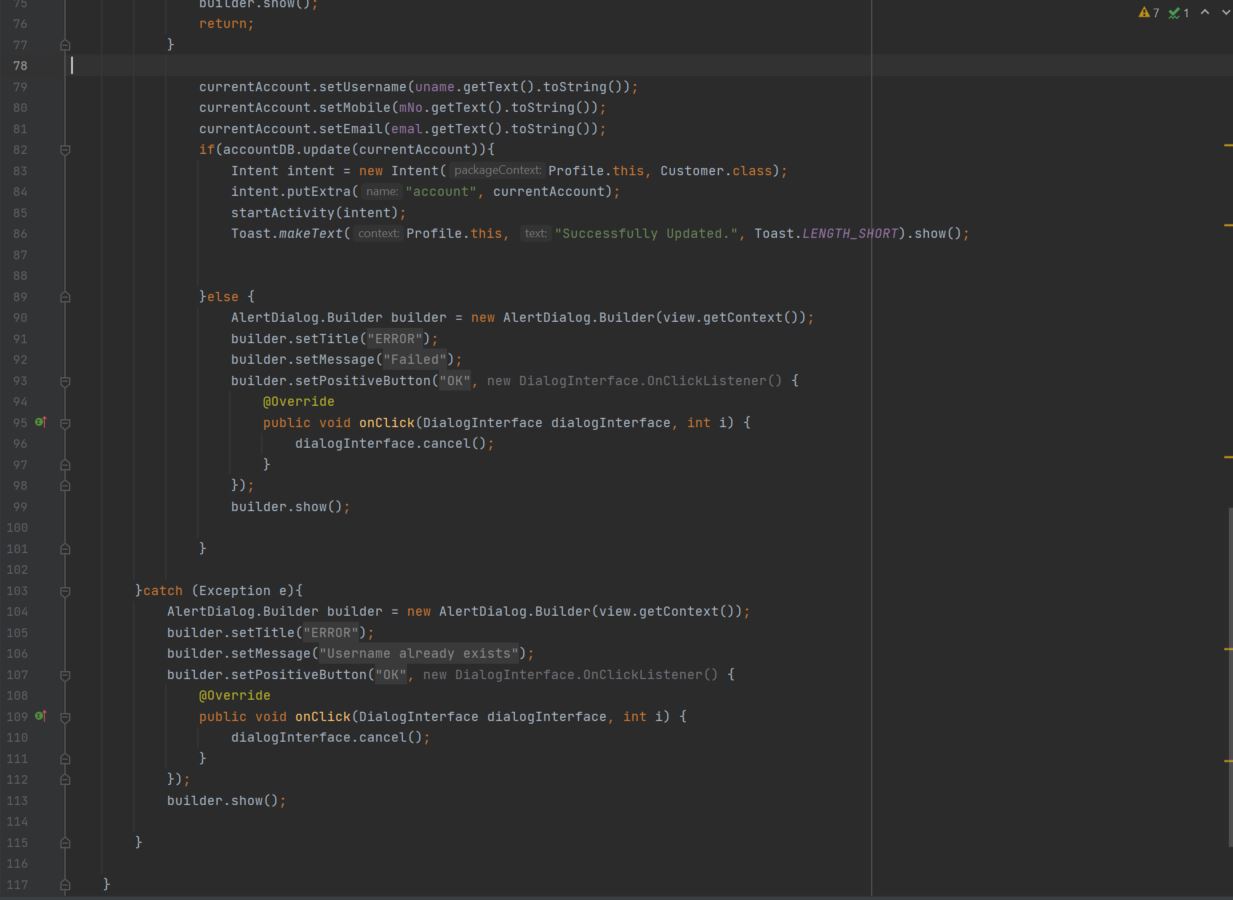 75 builder.show();
76 return;
77 }
78
79 currentAccount.setUsername(uname.getText().toString());
80 currentAccount.setMobile(mNo.getText().toString());
81 currentAccount.setEmail(emal.getText().toString());
82 if(accountDB.update(currentAccount)){
83 Intent intent = new Intent( packageContext: Profile.this, Customer.class);
84 intent.putExtra( name: "account", currentAccount);
85 startActivity(intent);
86 Toast.makeText( context: Profile.this, text: "Successfully Updated.", Toast.LENGTH_SHORT).show();
87
88
89 }else {
90 AlertDialog.Builder builder = new AlertDialog.Builder(view.getContext());
91 builder.setTitle("ERROR");
92 builder.setMessage("Failed");
93 builder.setPositiveButton("OK", new DialogInterface.OnClickListener() {
94 @Override
95 public void onClick(DialogInterface dialogInterface, int i) {
96 dialogInterface.cancel();
97 }
98 });
99 builder.show();
100
101 }
102
103 }catch (Exception e){
104 AlertDialog.Builder builder = new AlertDialog.Builder(view.getContext());
105 builder.setTitle("ERROR");
106 builder.setMessage("Username already exists");
107 builder.setPositiveButton("OK", new DialogInterface.OnClickListener() {
108 @Override
109 public void onClick(DialogInterface dialogInterface, int i) {
110 dialogInterface.cancel();
111 }
112 });
113 builder.show();
114
115 }
116
117 }
7 1